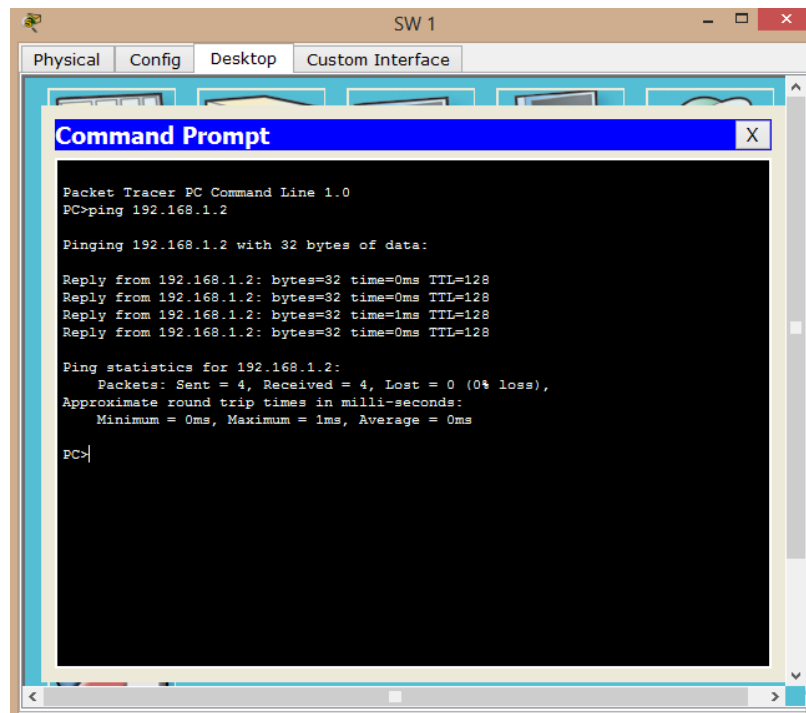 SW 1
Physical Config Desktop Custom Interface
Command Prompt X
Packet Tracer PC Command Line 1.0
PC>ping 192.168.1.2
Pinging 192.168.1.2 with 32 bytes of data:
Reply from 192.168.1.2: bytes=32 time=0ms TTL=128
Reply from 192.168.1.2: bytes=32 time=0ms TTL=128
Reply from 192.168.1.2: bytes=32 time=1ms TTL=128
Reply from 192.168.1.2: bytes=32 time=0ms TTL=128
Ping statistics for 192.168.1.2:
Packets: Sent = 4, Received = 4, Lost = 0 (0% loss),
Approximate round trip times in milli-seconds:
Minimum = 0ms, Maximum = 1ms, Average = 0ms
PC>